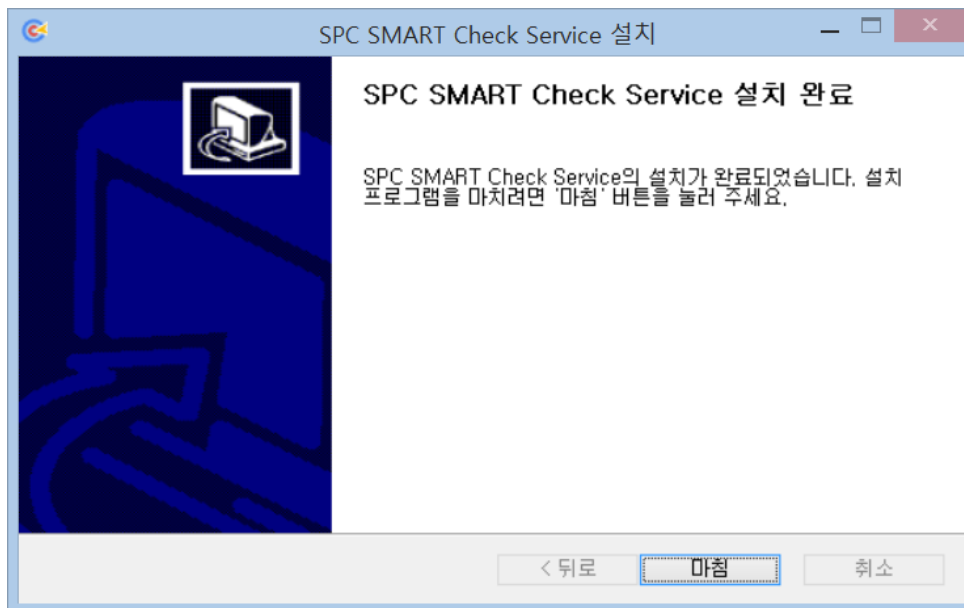 SPC SMART Check Service 설치
SPC SMART Check Service 설치 완료
SPC SMART Check Service의 설치가 완료되었습니다. 설치
프로그램을 마치려면 '마침' 버튼을 눌러 주세요.
< 뒤로 마침 취소